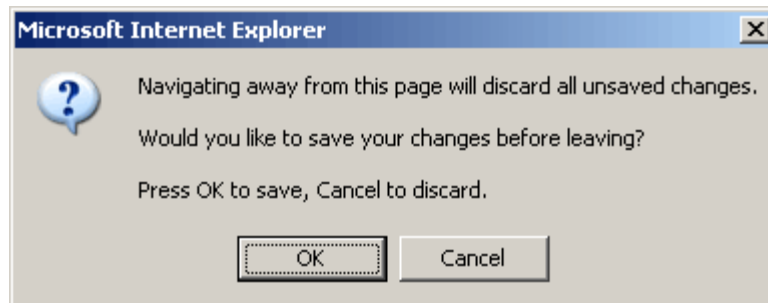 Microsoft Internet Explorer
Navigating away from this page will discard all unsaved changes.
Would you like to save your changes before leaving?
Press OK to save, Cancel to discard.
OK Cancel